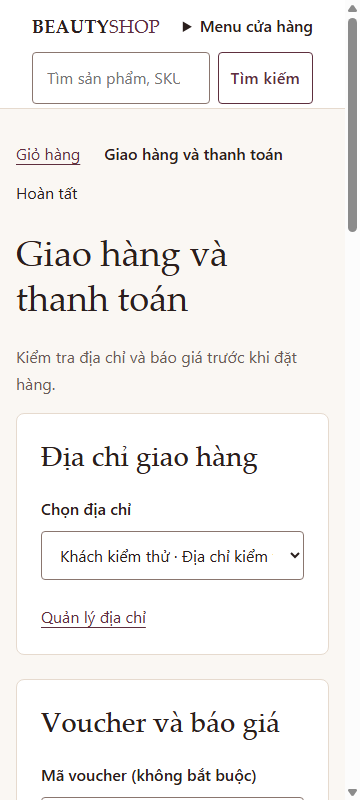 BEAUTYSHOP ▶ Menu cửa hàng
Tìm sản phẩm, SKU Tìm kiếm
Giỏ hàng Giao hàng và thanh toán
Hoàn tất
Giao hàng và
thanh toán
Kiểm tra địa chỉ và báo giá trước khi đặt
hàng.
Địa chỉ giao hàng
Chọn địa chỉ
Khách kiểm thử · Địa chỉ kiểm
Quản lý địa chỉ
Voucher và báo giá
Mã voucher (không bắt buộc)